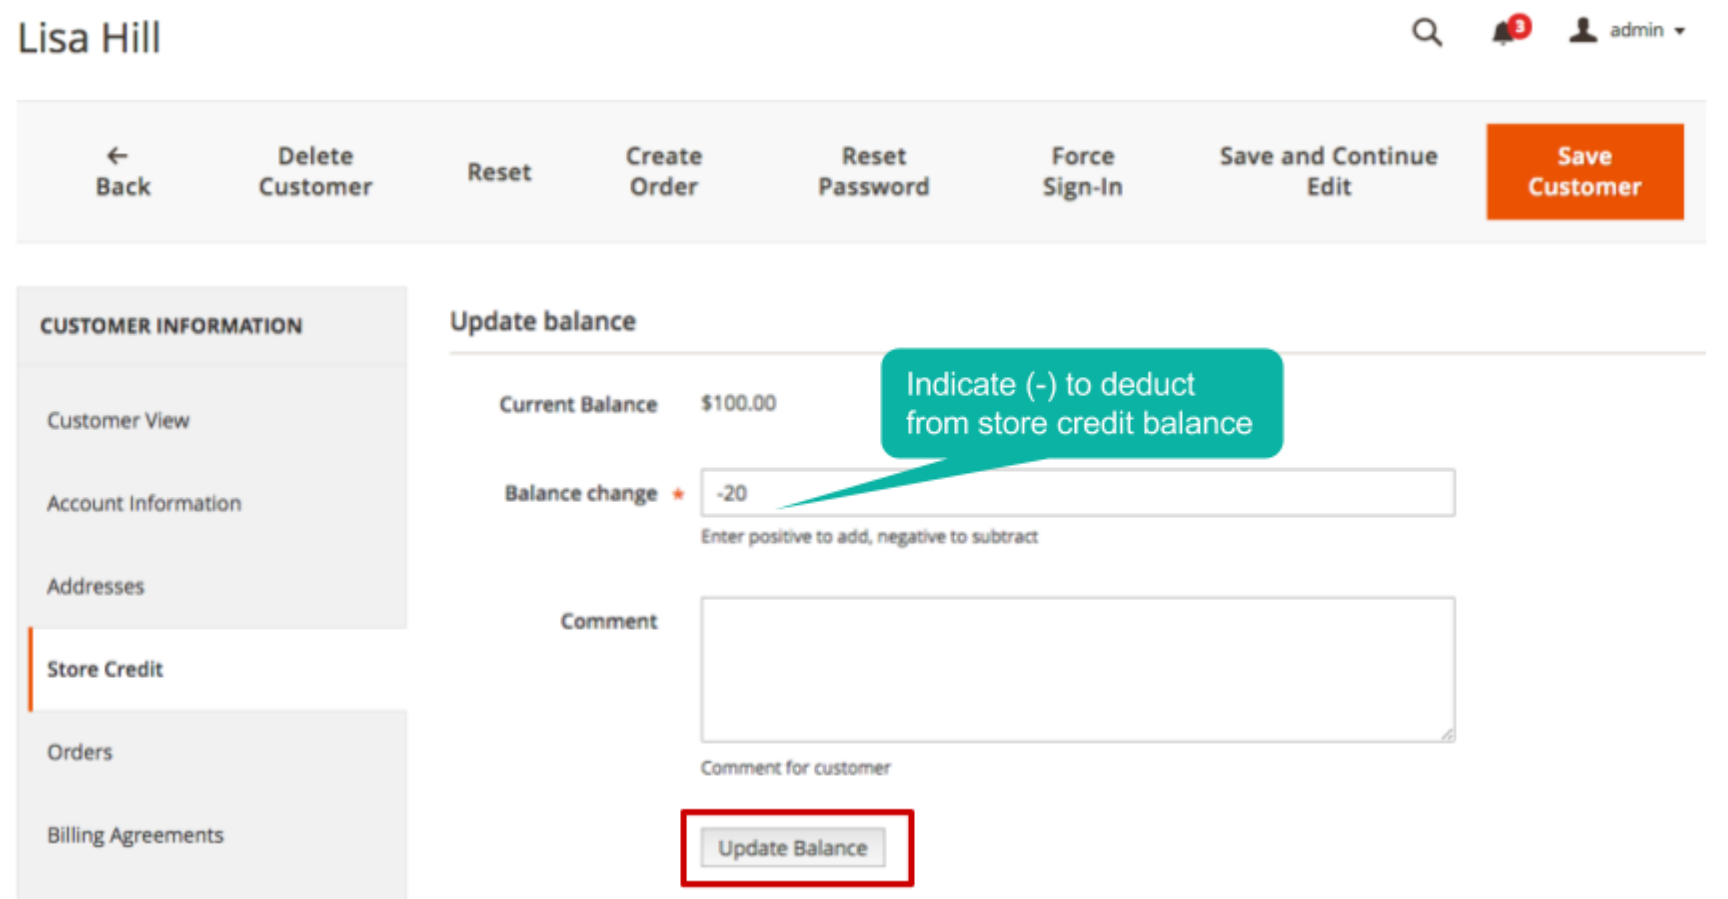 Lisa Hill
3
admin
Back
Delete
Customer
Reset
Create
Order
Reset
Password
Force
Sign-In
Save and Continue
Edit
Save
Customer
CUSTOMER INFORMATION
Customer View
Account Information
Addresses
Store Credit
Orders
Billing Agreements
Update balance
Current Balance $100.00
Indicate (-) to deduct
from store credit balance
Balance change * -20
Enter positive to add, negative to subtract
Comment
Comment for customer
Update Balance